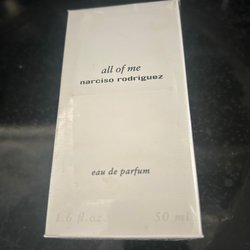 all of me
narciso rodriguez
eau de parfum
1.6 fl.oz. 50 ml